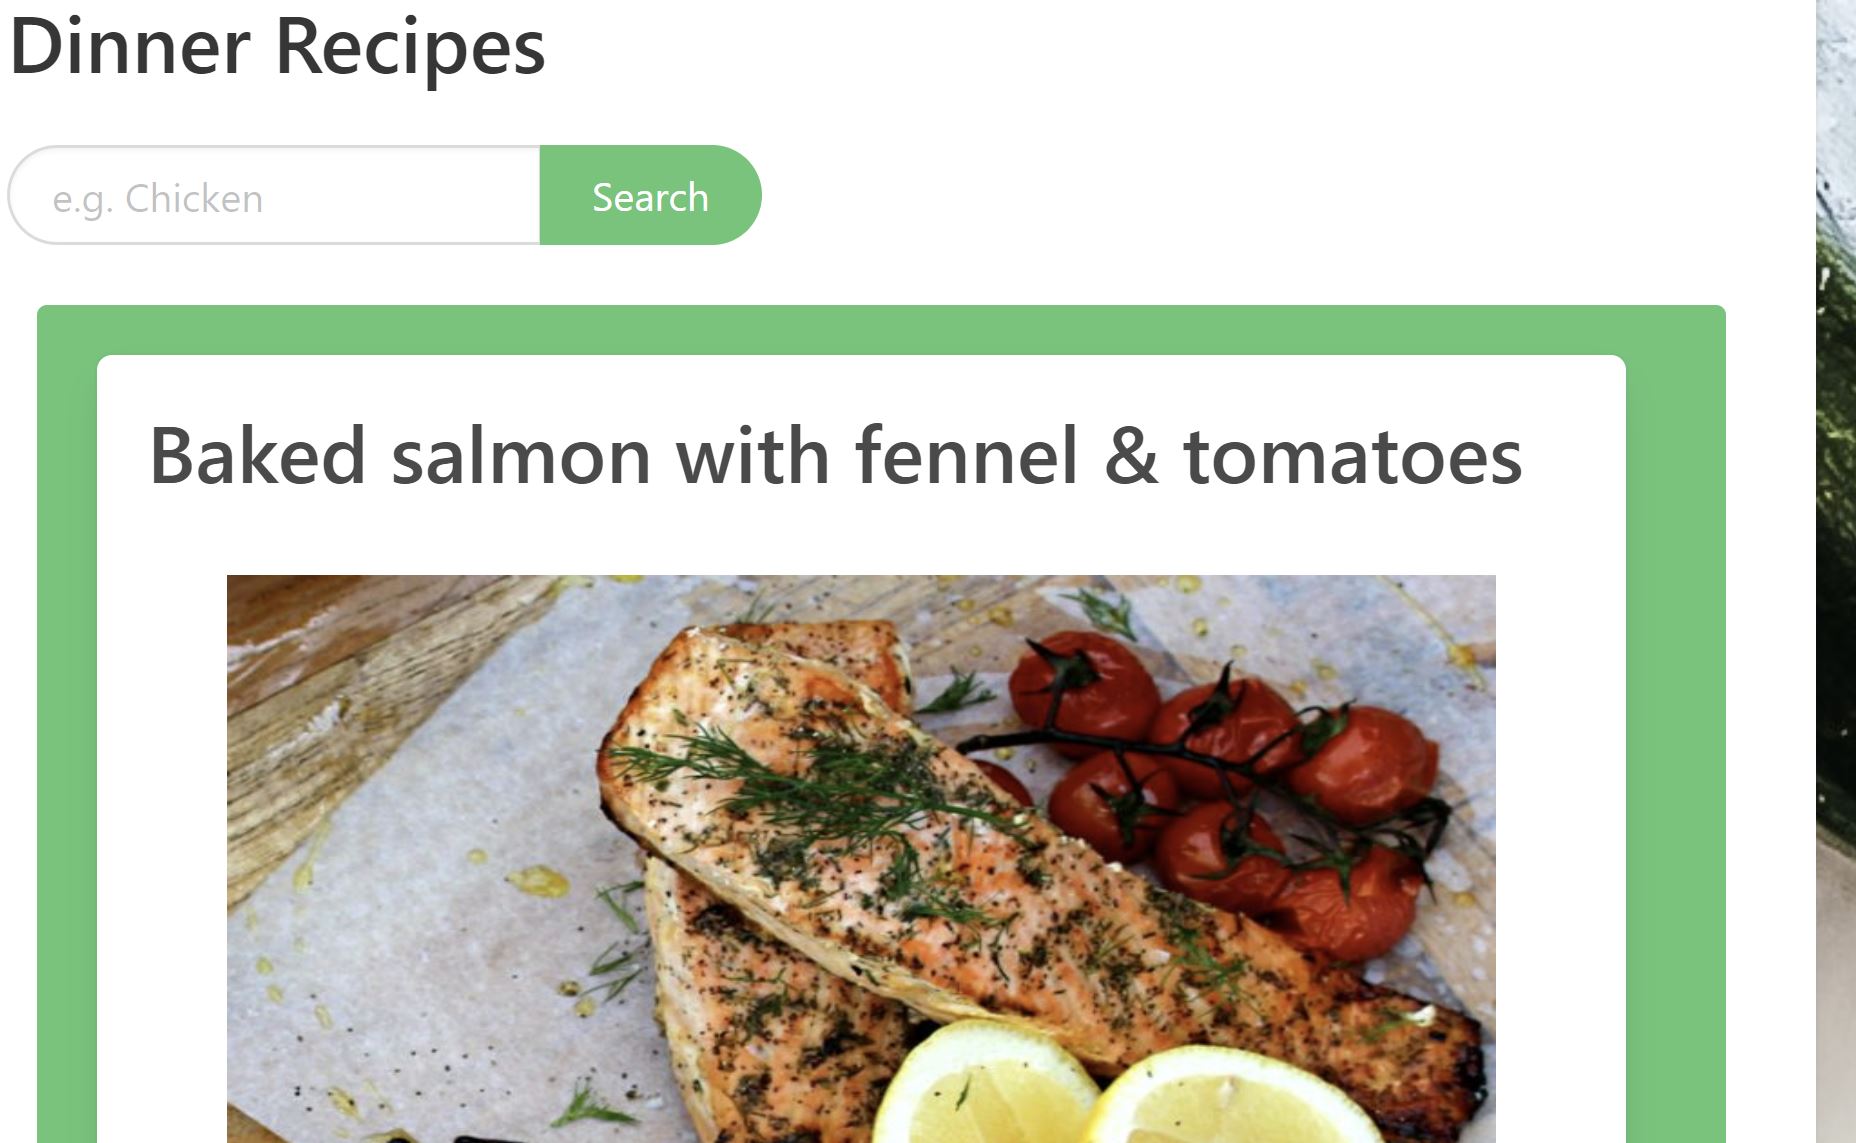 Dinner Recipes
e.g. Chicken
Search
Baked salmon with fennel & tomatoes